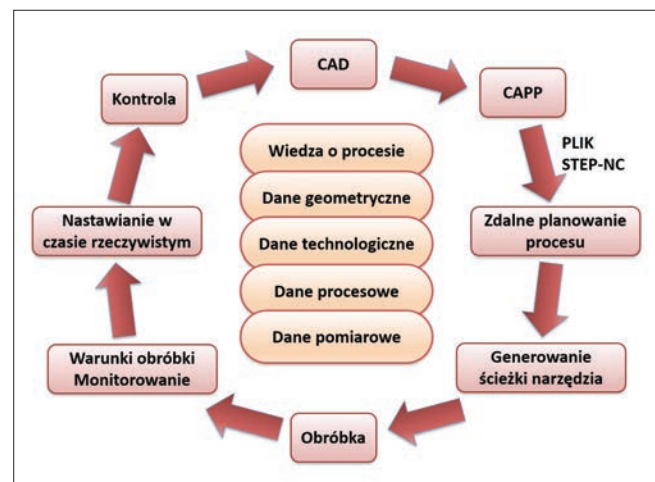 CAD
CAPP
PLIK
STEP-NC
Zdalne planowanie
procesu
Generowanie
ścieżki narzędzia
Obróbka
Warunki obróbki
Monitorowanie
Nastawianie w
czasie rzeczywistym
Kontrola
Wiedza o procesie
Dane geometryczne
Dane technologiczne
Dane procesowe
Dane pomiarowe